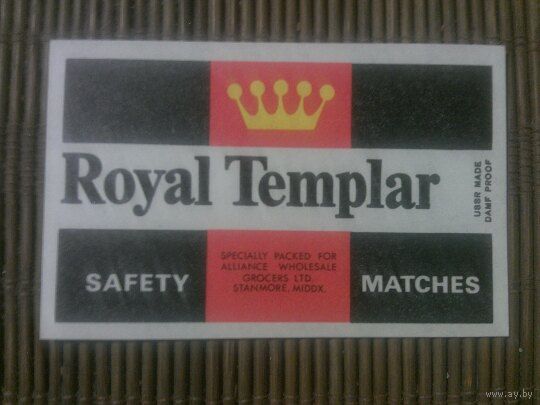 Royal Templar
USSR MADE
DAMP PROOF
SAFETY
SPECIALLY PACKED FOR
ALLIANCE WHOLESALE
GROCERS LTD
STANMORE, MIDDX.
MATCHES
www.ay.by